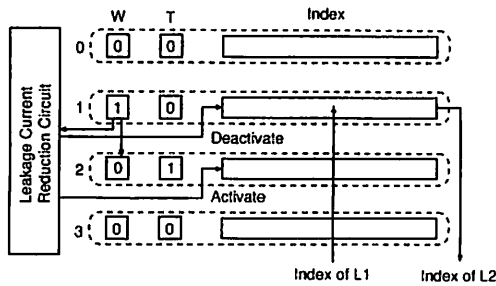 W T Index
0 0 0
1 1 0
Deactivate
2 0 1
Activate
3 0 0
Leakage Current
Reduction Circuit
Index of L1 Index of L2